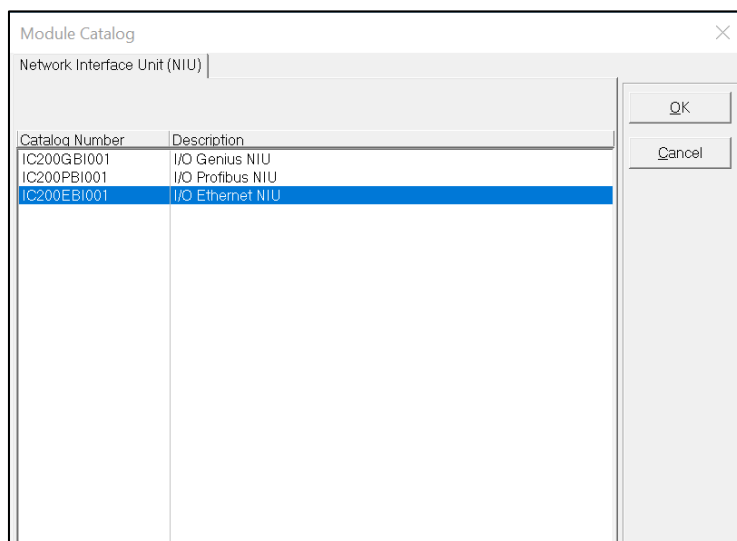 Module Catalog
Network Interface Unit (NIU)
OK
Cancel
Catalog Number Description
IC200GBI001 I/O Genius NIU
IC200PBI001 I/O Profibus NIU
IC200EBI001 I/O Ethernet NIU